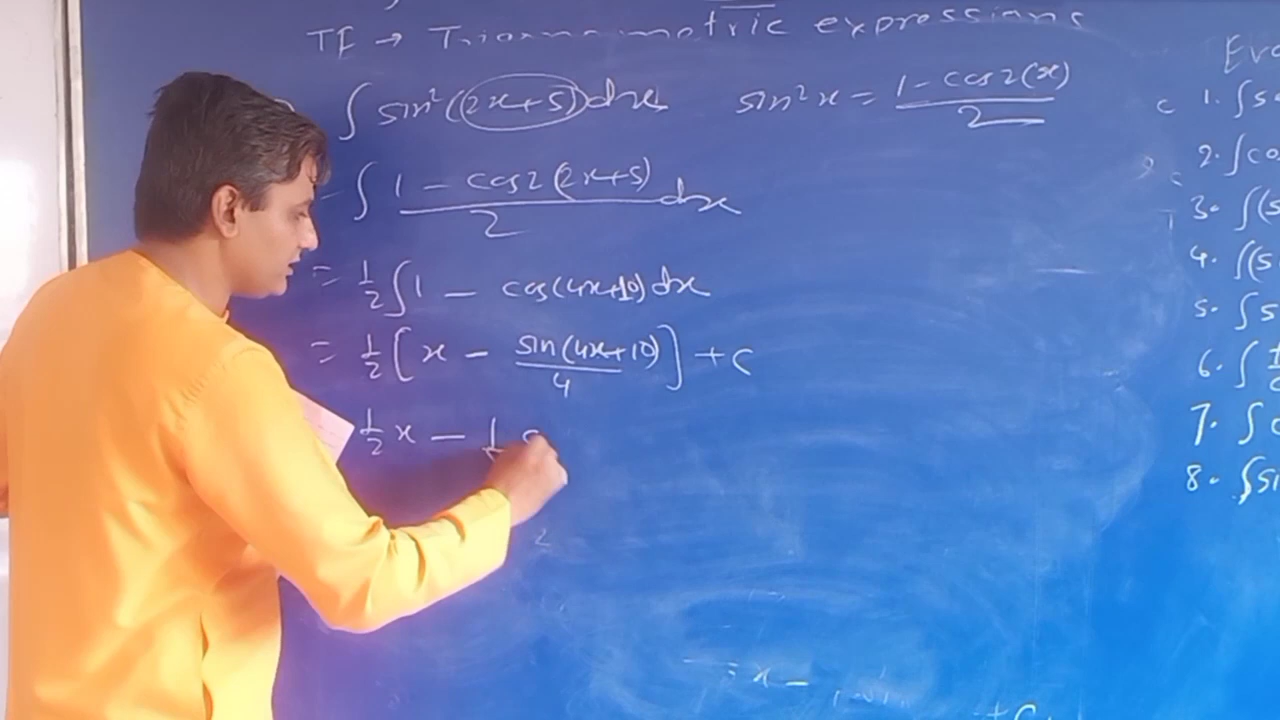 TE → Trigonometric expressions
∫ sin²(2x+5) dx    sin²x = (1 - cos2(x))/2
∫ (1 - cos2(2x+5))/2 dx
= 1/2 ∫ 1 - cos(4x+10) dx
= 1/2 [x - sin(4x+10)/4] + c
1/2 x -
= x -
+ C
Eva
1. ∫ s
2. ∫ co
3. ∫(s
4. ∫(s
5. ∫ s
6. ∫ 1
7. ∫ c
8. ∫ si